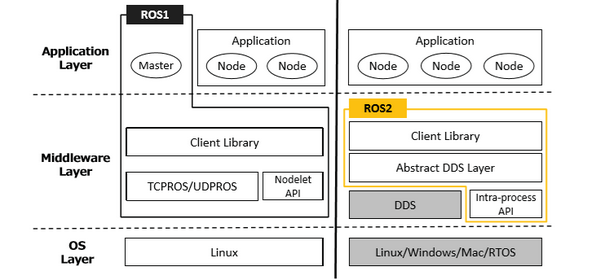 ROS1
Application
Layer
Master
Application
Node
Node
Application
Node
Node
Node
Middleware
Layer
Client Library
TCPROS/UDPROS
Nodelet
API
ROS2
Client Library
Abstract DDS Layer
DDS
Intra-process
API
OS
Layer
Linux
Linux/Windows/Mac/RTOS